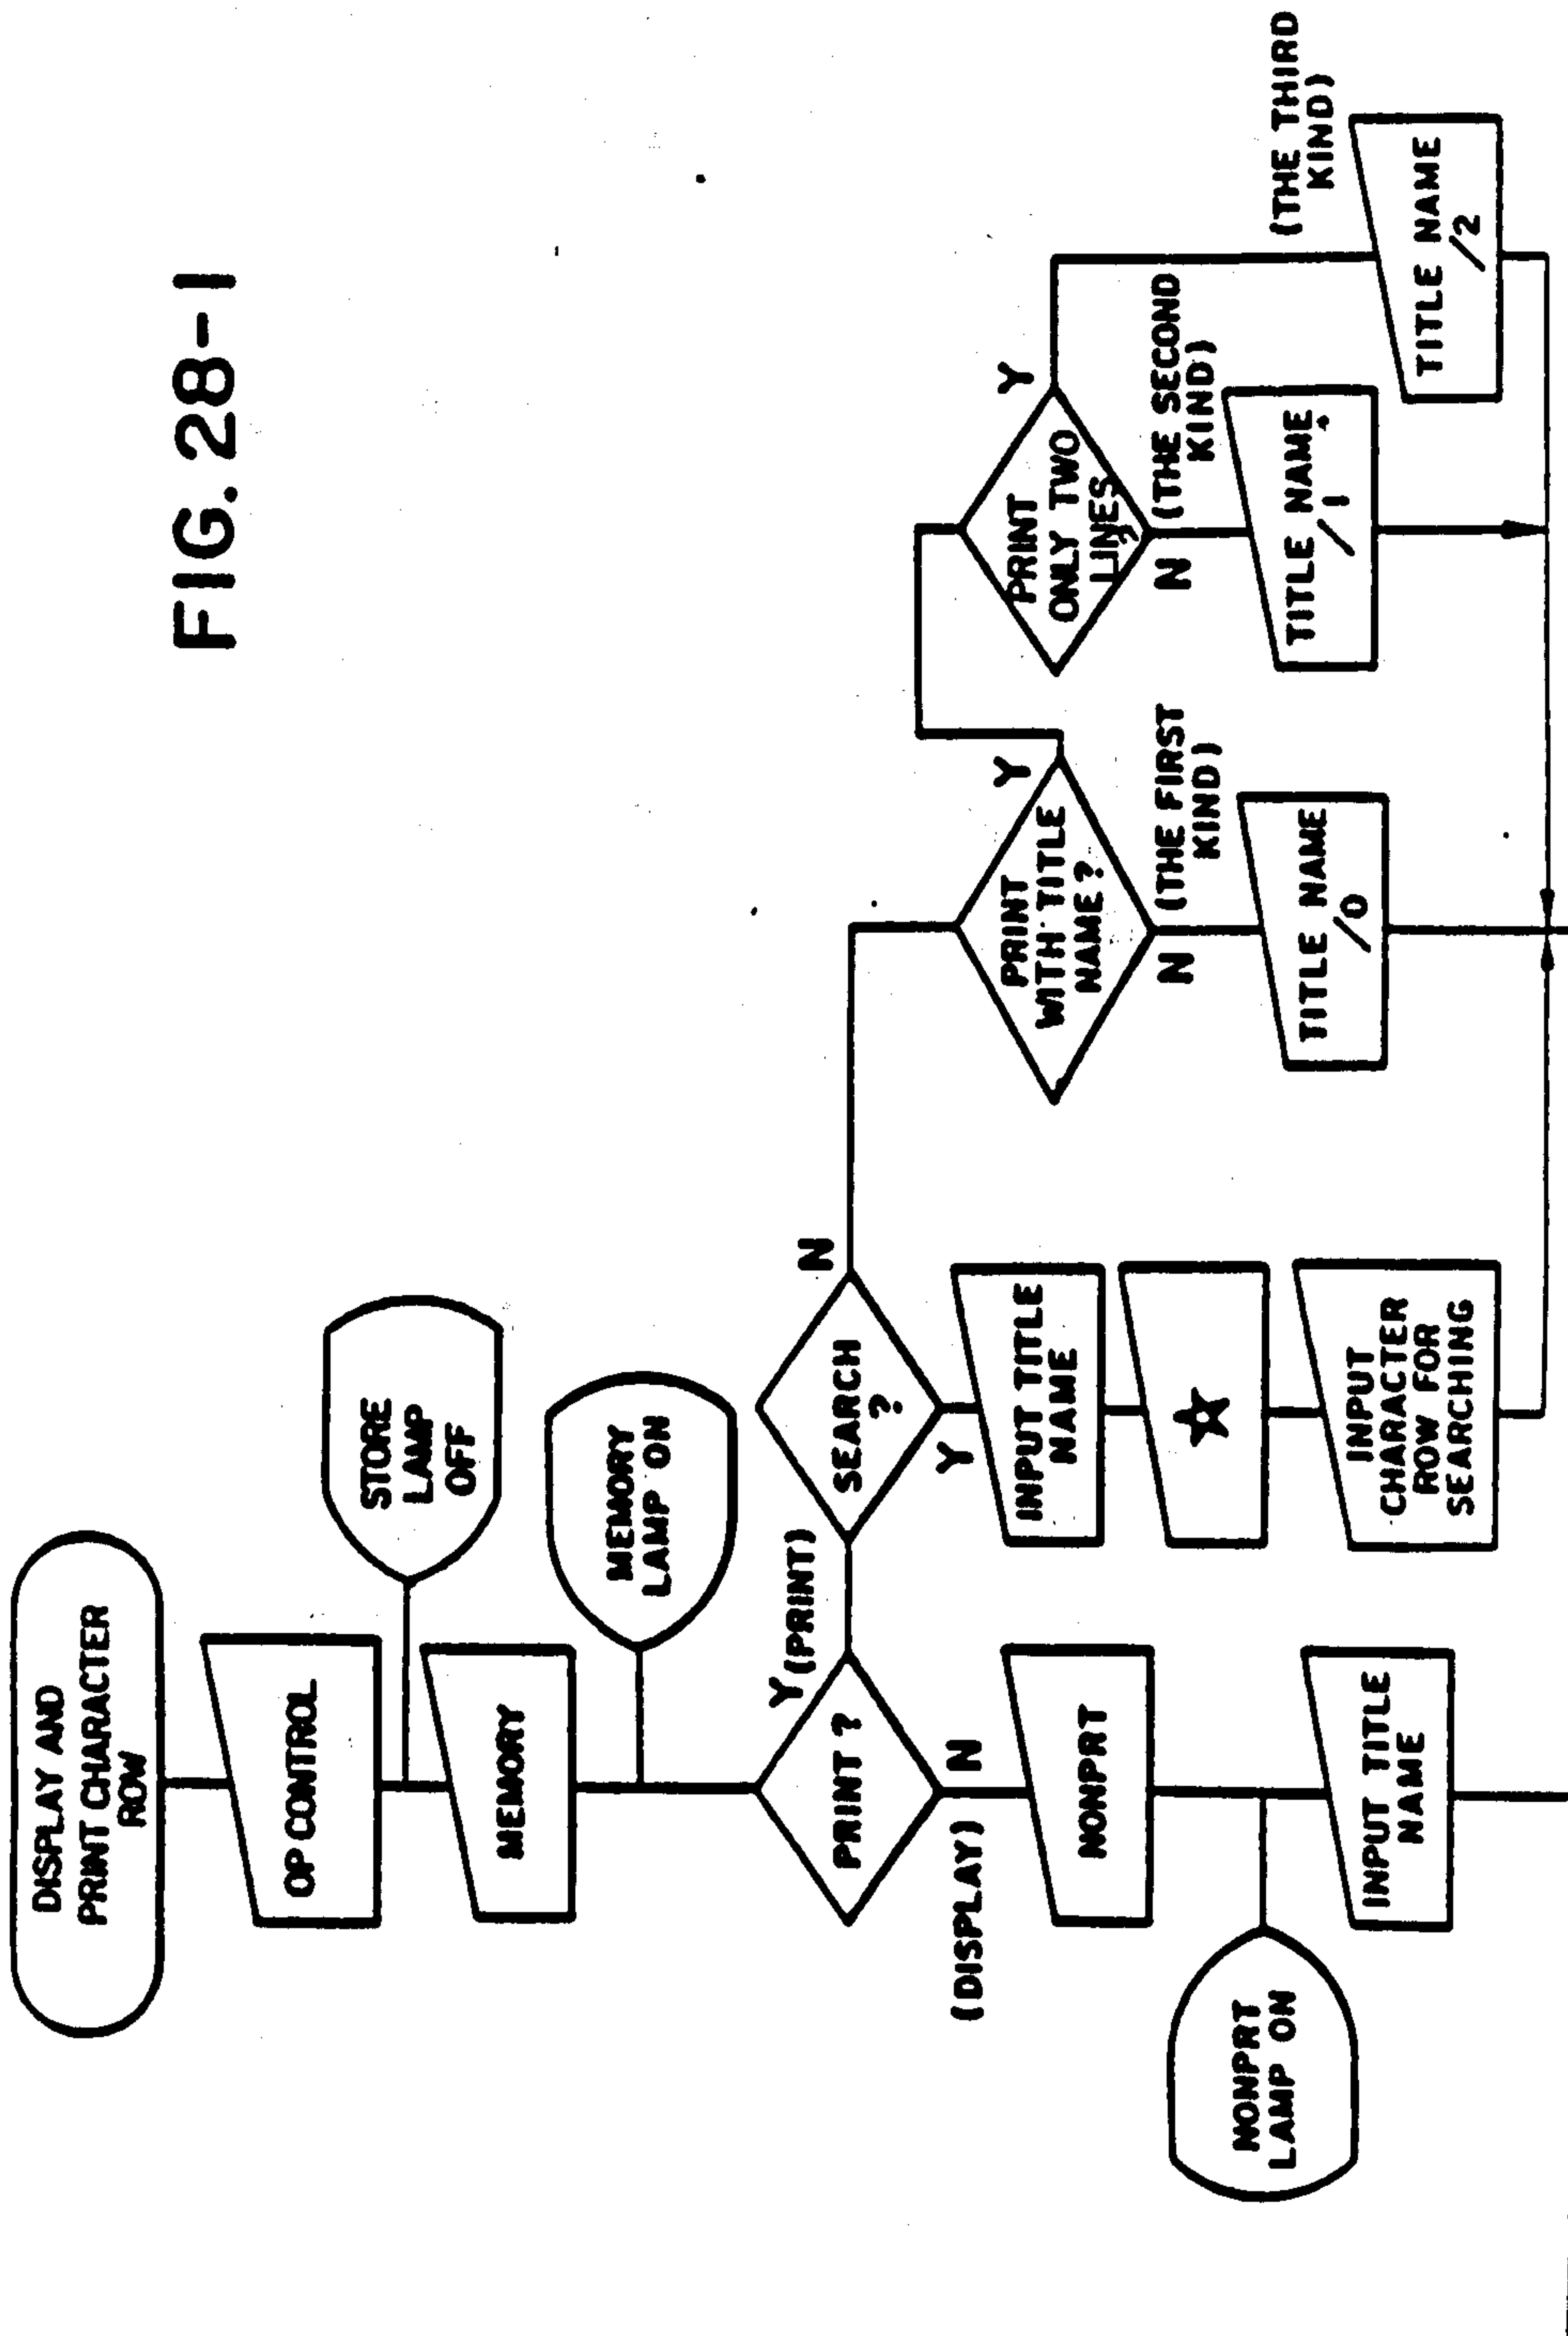 FIG. 28-1
DISPLAY AND
PRINT CHARACTER
ROW
OP CONTROL
STORE
LAMP
OFF
MEMORY
MEMORY
LAMP ON
PRINT ?
Y (PRINT)
N
(DISPLAY)
NONPRT
NONPRT
LAMP ON
INPUT TITLE
NAME
SEARCH
?
N
Y
INPUT TITLE
NAME
☆
INPUT
CHARACTER
ROW FOR
SEARCHING
PRINT
WITH TITLE
NAME ?
Y
N
(THE FIRST
KIND)
TITLE NAME
/0
PRINT
ONLY TWO
LINES
?
Y
N
(THE SECOND
KIND)
TITLE NAME
/1
(THE THIRD
KIND)
TITLE NAME
/2